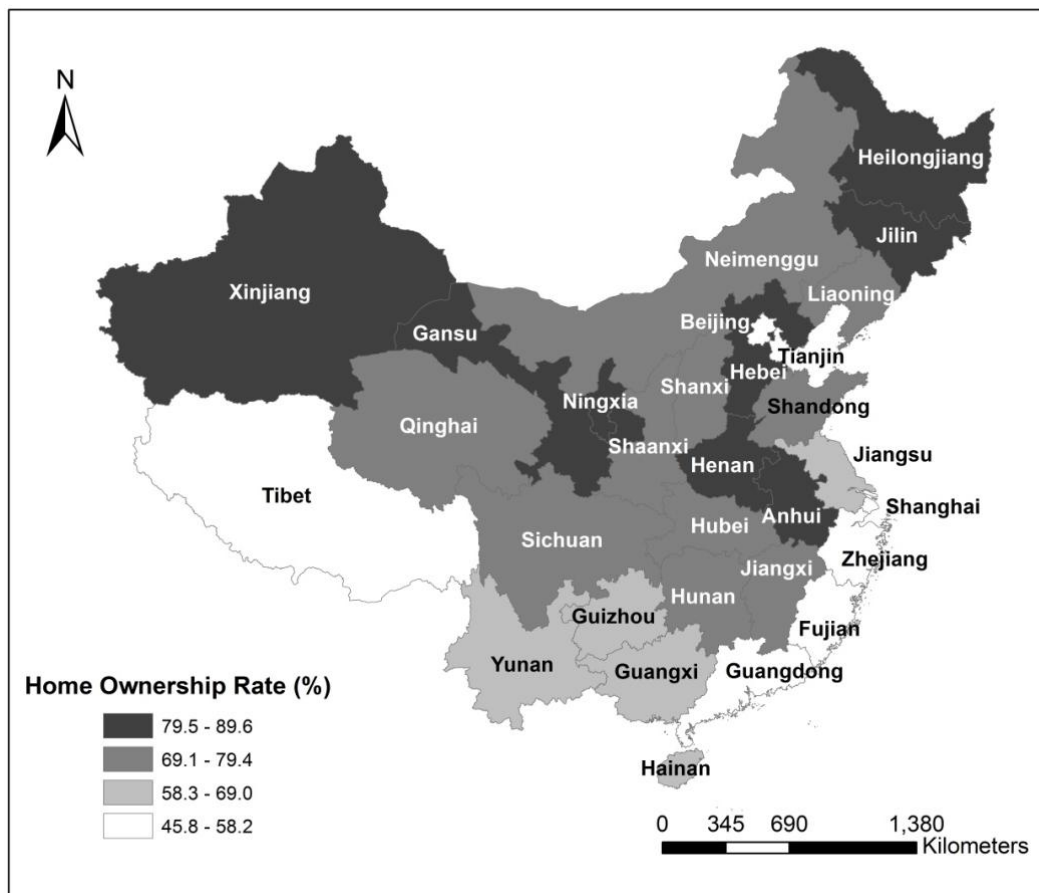 N
Heilongjiang
Jilin
Neimenggu
Liaoning
Xinjiang
Gansu
Beijing
Tianjin
Hebei
Shanxi
Shandong
Ningxia
Qinghai
Shaanxi
Henan
Jiangsu
Tibet
Shanghai
Anhui
Hubei
Sichuan
Zhejiang
Jiangxi
Hunan
Guizhou
Fujian
Yunan
Guangxi
Guangdong
Hainan
Home Ownership Rate (%)
79.5 - 89.6
69.1 - 79.4
58.3 - 69.0
45.8 - 58.2
0 345 690 1,380
Kilometers